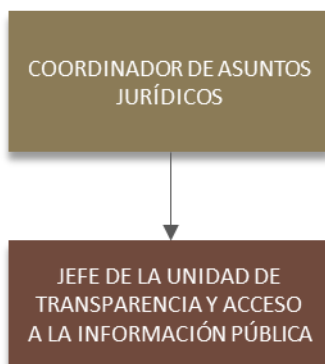 COORDINADOR DE ASUNTOS
JURÍDICOS
JEFE DE LA UNIDAD DE
TRANSPARENCIA Y ACCESO
A LA INFORMACIÓN PÚBLICA